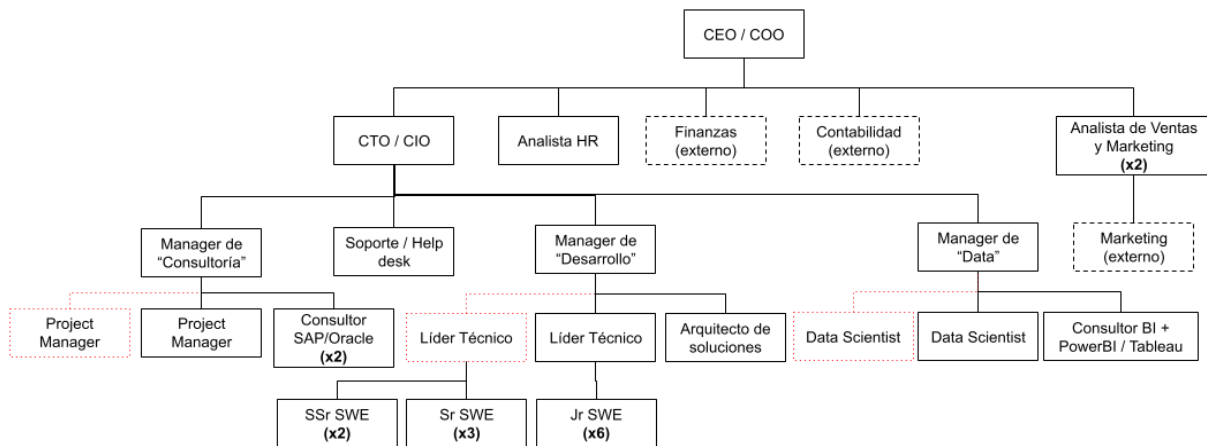 CEO / COO
CTO / CIO
Analista HR
Finanzas
(externo)
Contabilidad
(externo)
Analista de Ventas
y Marketing
(x2)
Manager de
“Consultoría”
Soporte / Help
desk
Manager de
“Desarrollo”
Manager de
“Data”
Marketing
(externo)
Project
Manager
Project
Manager
Consultor
SAP/Oracle
(x2)
Líder Técnico
Líder Técnico
Arquitecto de
soluciones
Data Scientist
Data Scientist
Consultor BI +
PowerBI / Tableau
SSr SWE
(x2)
Sr SWE
(x3)
Jr SWE
(x6)